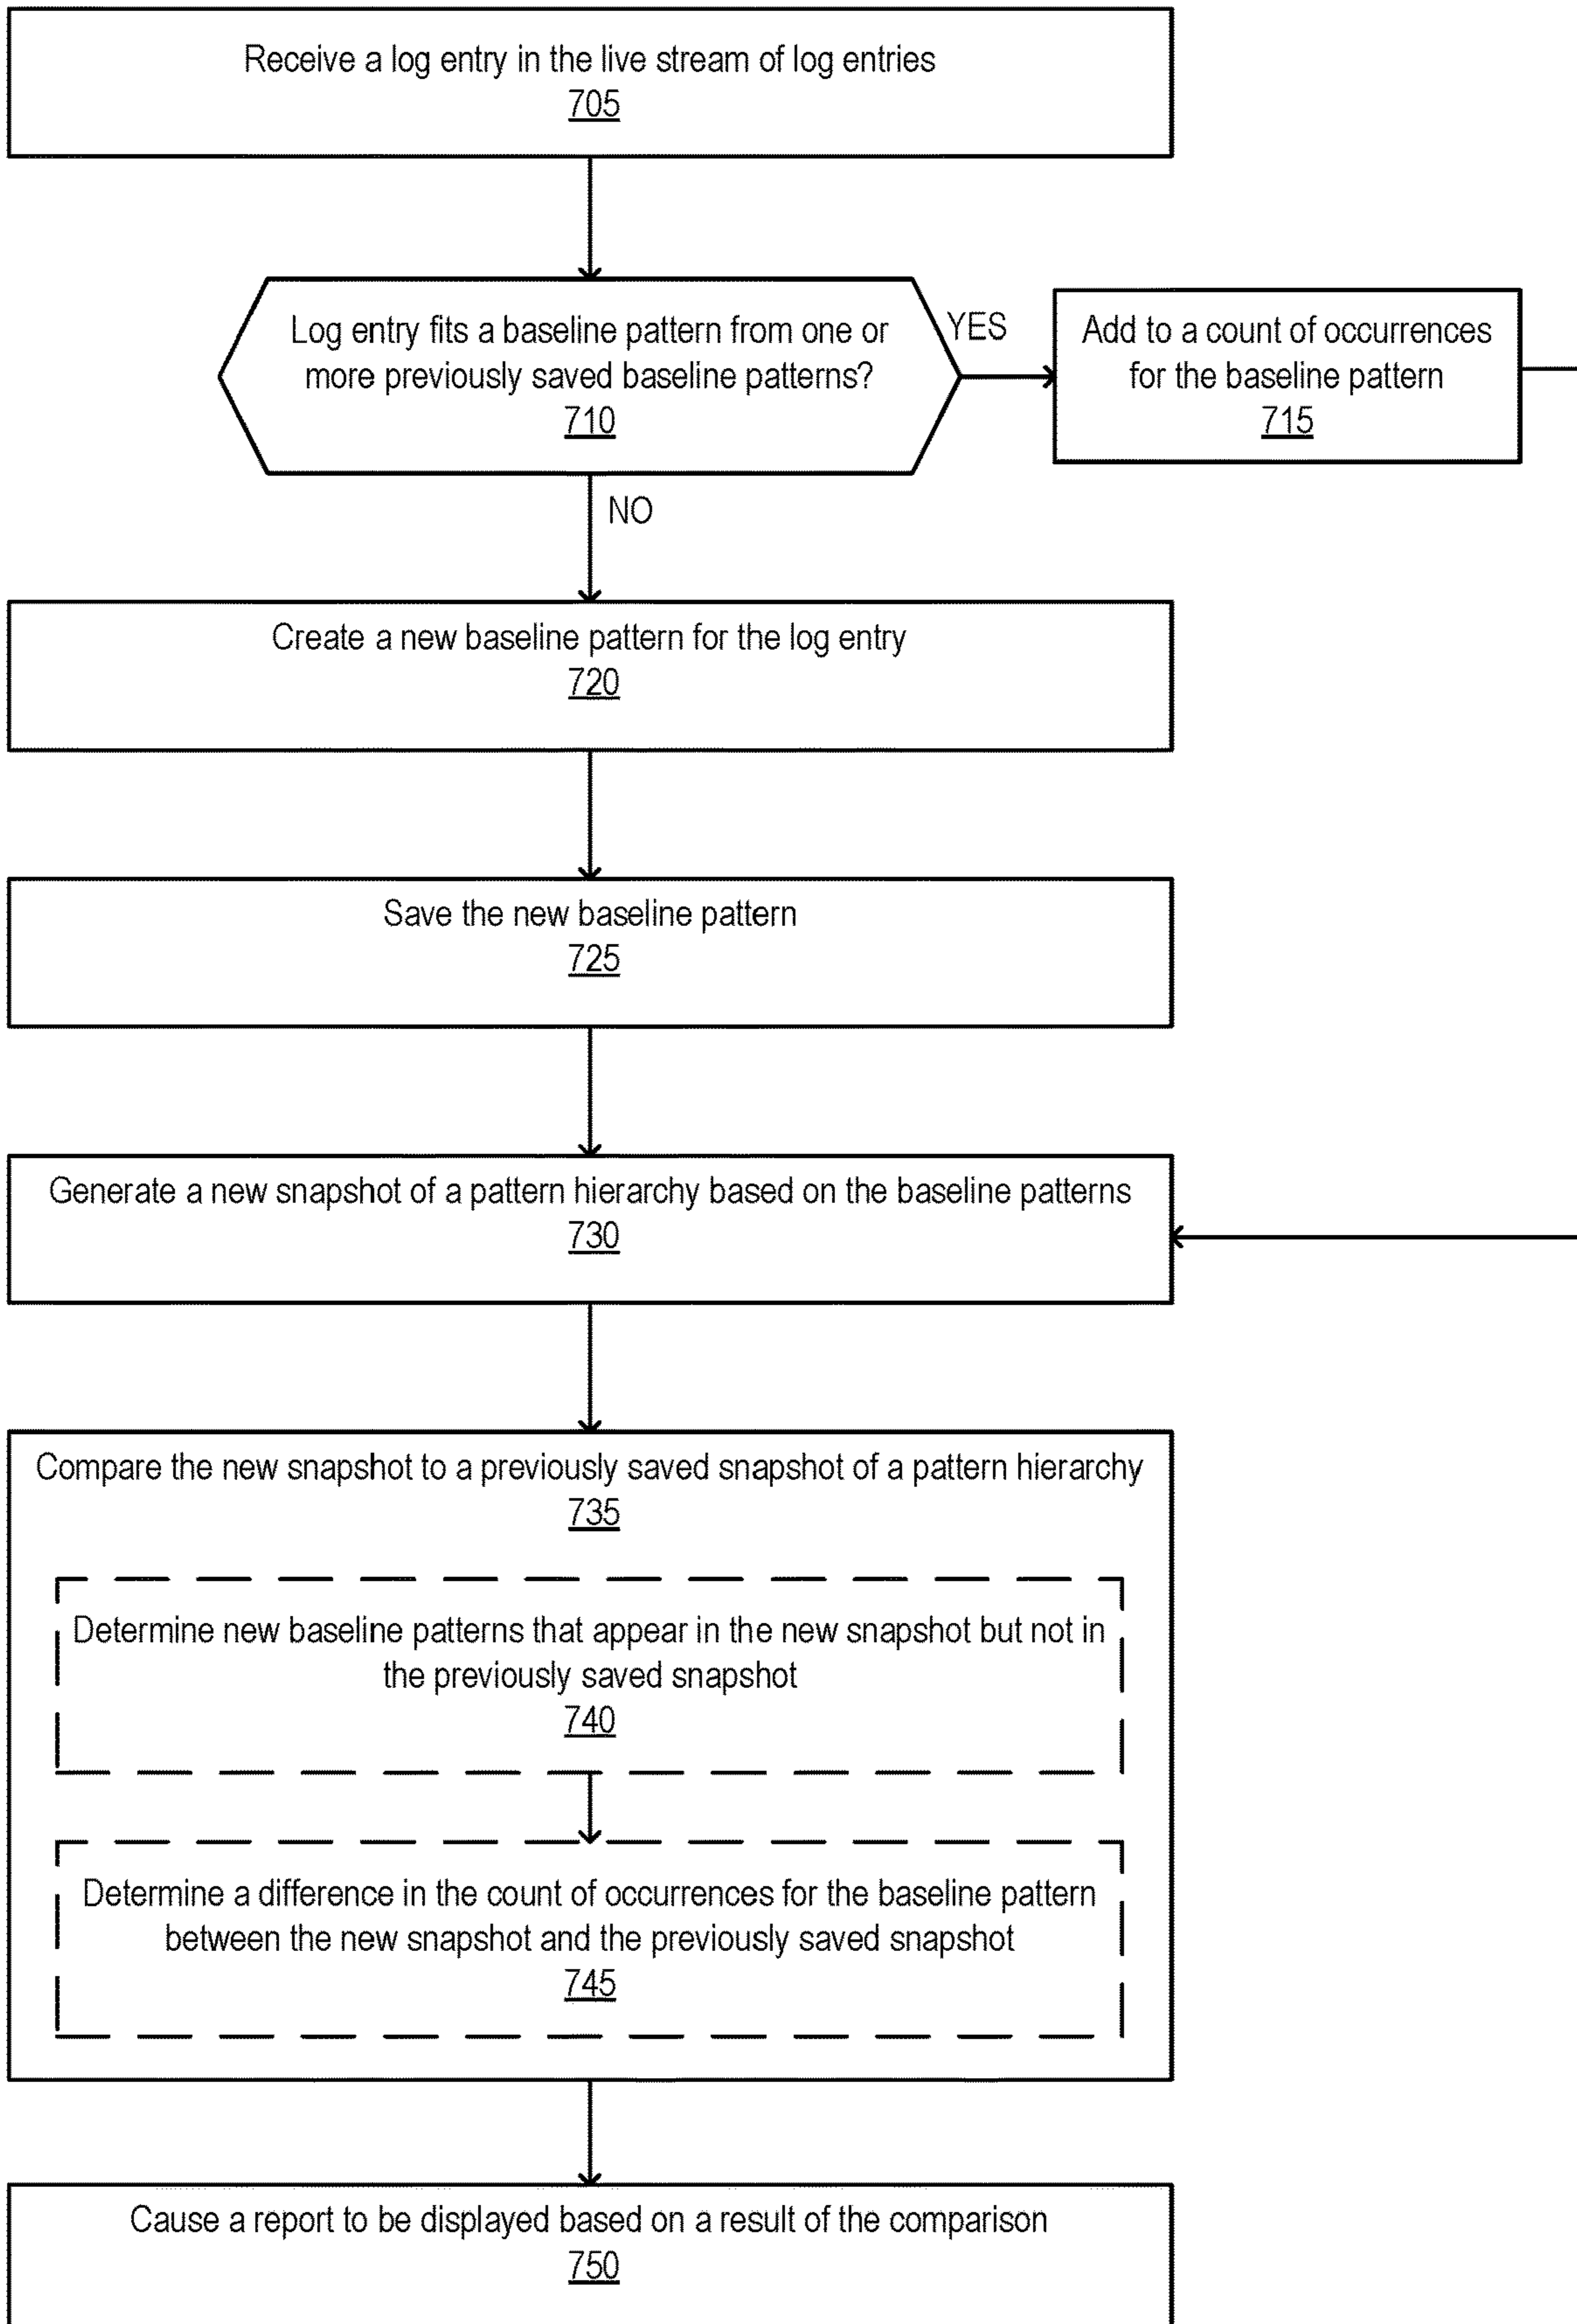 Receive a log entry in the live stream of log entries
705
Log entry fits a baseline pattern from one or
more previously saved baseline patterns?
710
YES
Add to a count of occurrences
for the baseline pattern
715
NO
Create a new baseline pattern for the log entry
720
Save the new baseline pattern
725
Generate a new snapshot of a pattern hierarchy based on the baseline patterns
730
Compare the new snapshot to a previously saved snapshot of a pattern hierarchy
735
Determine new baseline patterns that appear in the new snapshot but not in
the previously saved snapshot
740
Determine a difference in the count of occurrences for the baseline pattern
between the new snapshot and the previously saved snapshot
745
Cause a report to be displayed based on a result of the comparison
750